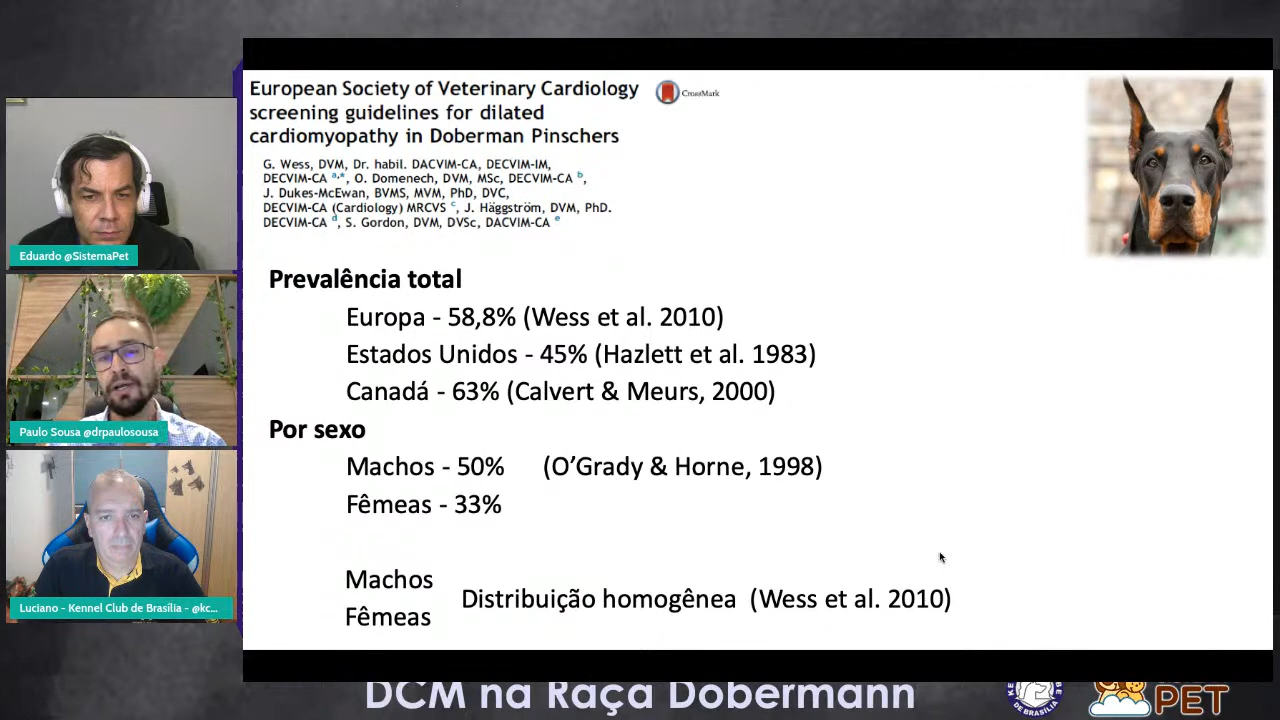 European Society of Veterinary Cardiology
screening guidelines for dilated
cardiomyopathy in Doberman Pinschers
CrossMark
G. Wess, DVM, Dr. habil. DACVIM-CA, DECVIM-IM,
DECVIM-CA a,*, O. Domenech, DVM, MSc, DECVIM-CA b,
J. Dukes-McEwan, BVMS, MVM, PhD, DVC,
DECVIM-CA (Cardiology) MRCVS c, J. Häggström, DVM, PhD.
DECVIM-CA d, S. Gordon, DVM, DVSc, DACVIM-CA e
Prevalência total
Europa - 58,8% (Wess et al. 2010)
Estados Unidos - 45% (Hazlett et al. 1983)
Canadá - 63% (Calvert & Meurs, 2000)
Por sexo
Machos - 50% (O’Grady & Horne, 1998)
Fêmeas - 33%
Machos
Distribuição homogênea (Wess et al. 2010)
Fêmeas
Eduardo @SistemaPet
Paulo Sousa @drpaulosousa
Luciano - Kennel Club de Brasília - @kc...
DCM na Raça Dobermann
DE BRASÍLIA
PET